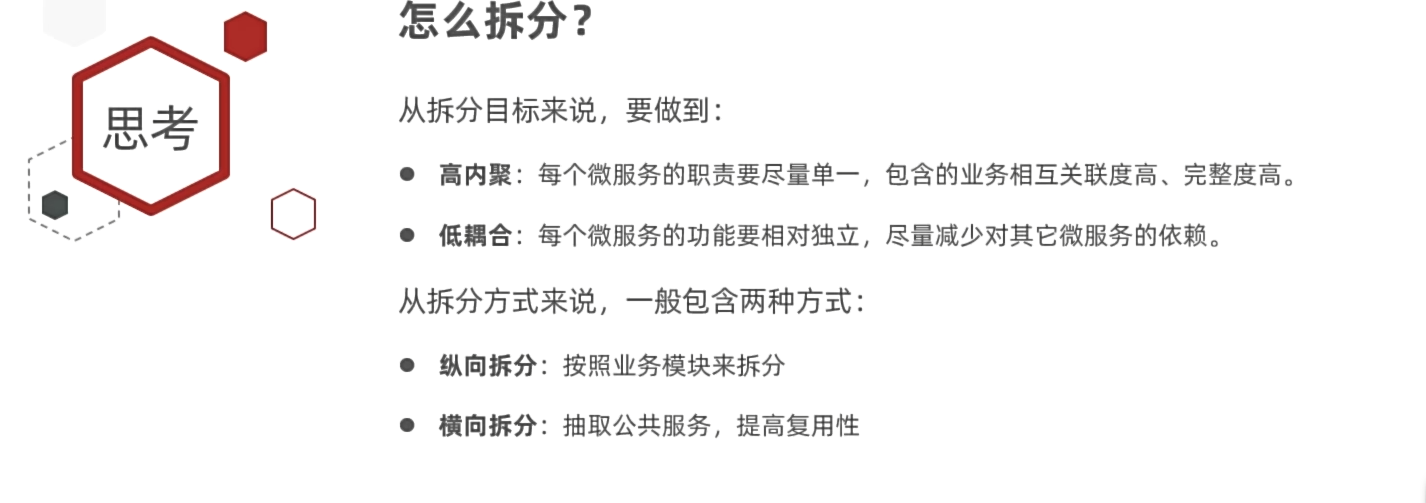 怎么拆分？
思考
从拆分目标来说，要做到：
● 高内聚：每个微服务的职责要尽量单一，包含的业务相互关联度高、完整度高。
● 低耦合：每个微服务的功能要相对独立，尽量减少对其它微服务的依赖。
从拆分方式来说，一般包含两种方式：
● 纵向拆分：按照业务模块来拆分
● 横向拆分：抽取公共服务，提高复用性